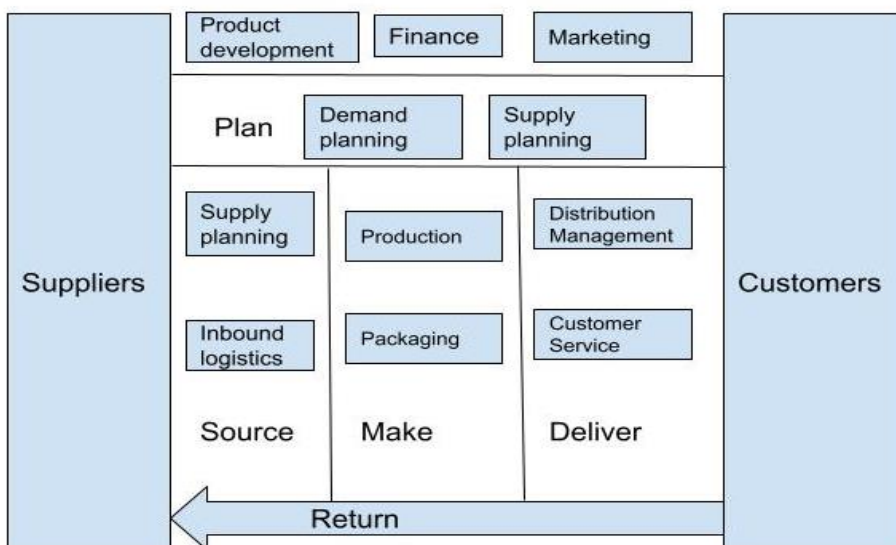 Product
development
Finance
Marketing
Plan
Demand
planning
Supply
planning
Suppliers
Customers
Supply
planning
Production
Distribution
Management
Inbound
logistics
Packaging
Customer
Service
Source
Make
Deliver
Return